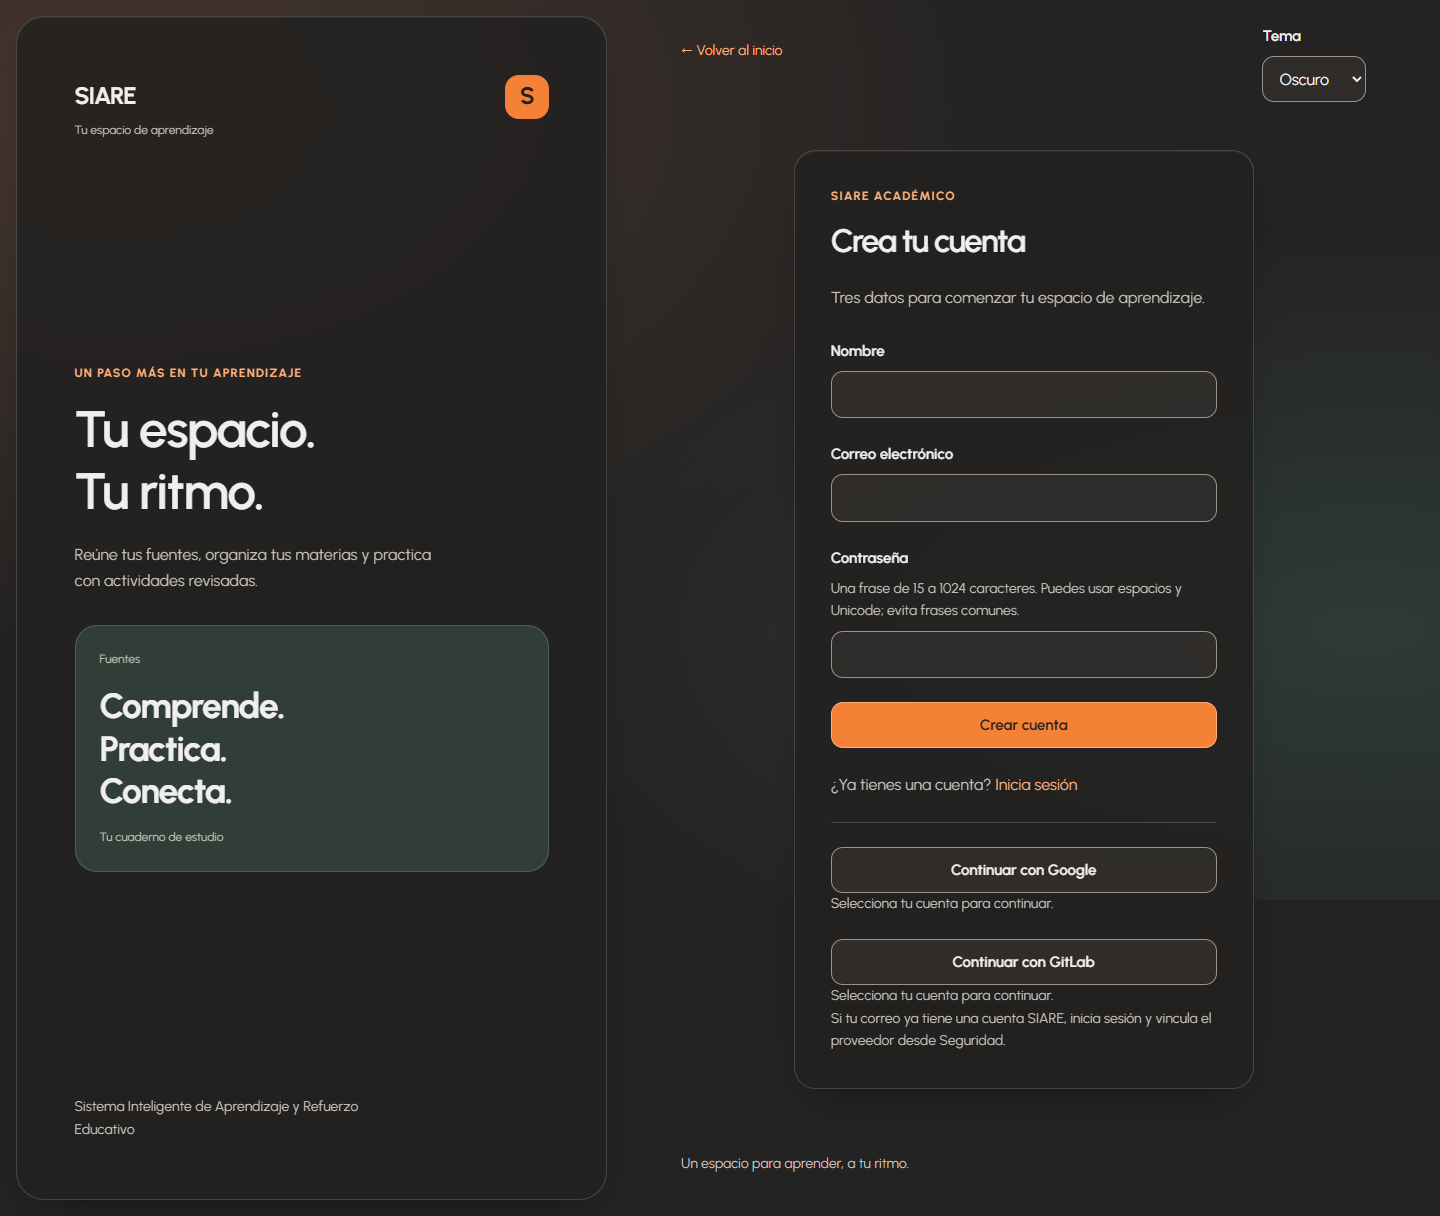 SIARE
S
Tu espacio de aprendizaje
UN PASO MÁS EN TU APRENDIZAJE
Tu espacio.
Tu ritmo.
Reúne tus fuentes, organiza tus materias y practica
con actividades revisadas.
Fuentes
Comprende.
Practica.
Conecta.
Tu cuaderno de estudio
Sistema Inteligente de Aprendizaje y Refuerzo
Educativo
← Volver al inicio
Tema
Oscuro
SIARE ACADÉMICO
Crea tu cuenta
Tres datos para comenzar tu espacio de aprendizaje.
Nombre
Correo electrónico
Contraseña
Una frase de 15 a 1024 caracteres. Puedes usar espacios y
Unicode; evita frases comunes.
Crear cuenta
¿Ya tienes una cuenta? Inicia sesión
Continuar con Google
Selecciona tu cuenta para continuar.
Continuar con GitLab
Selecciona tu cuenta para continuar.
Si tu correo ya tiene una cuenta SIARE, inicia sesión y vincula el
proveedor desde Seguridad.
Un espacio para aprender, a tu ritmo.